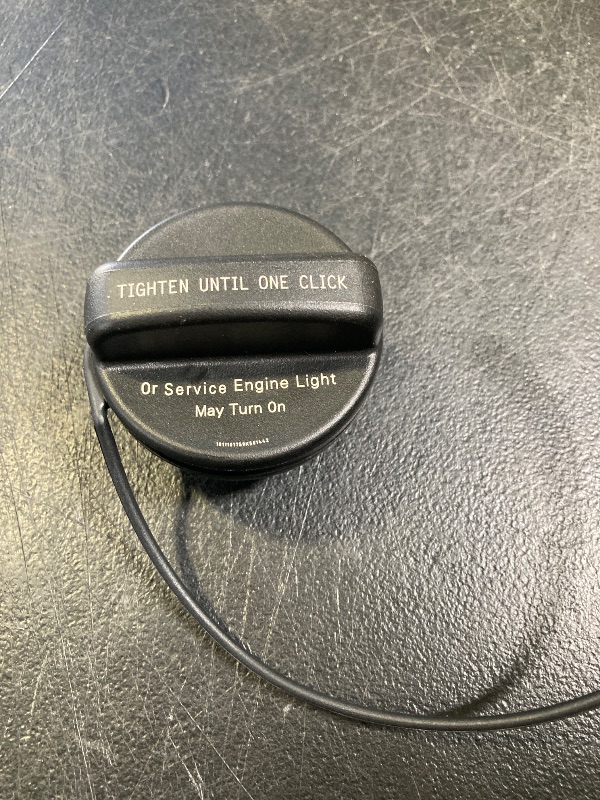 TIGHTEN UNTIL ONE CLICK
Or Service Engine Light
May Turn On